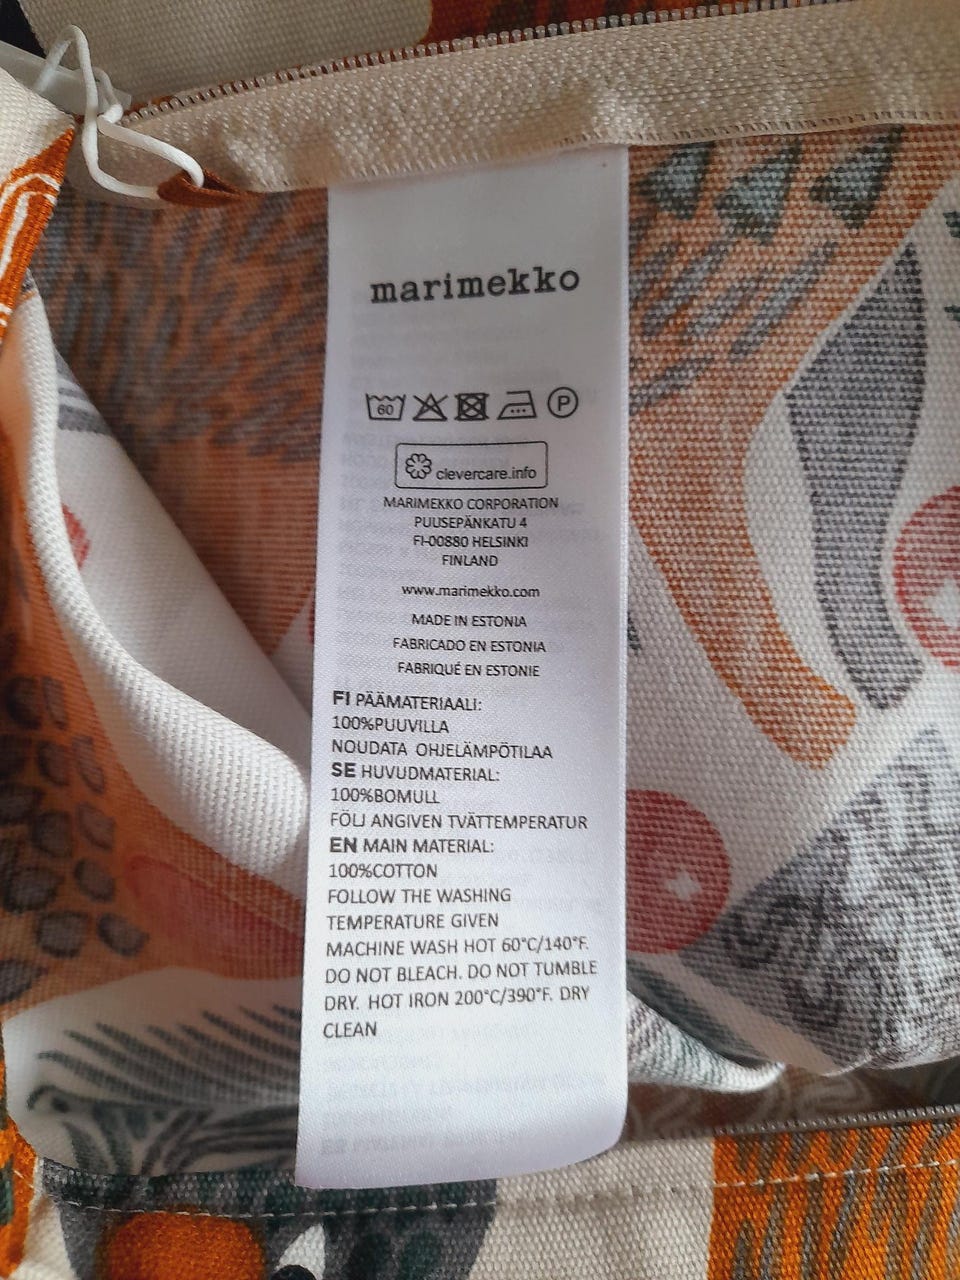 marimekko
60 P
clevercare.info
MARIMEKKO CORPORATION
PUUSEPÄNKATU 4
FI-00880 HELSINKI
FINLAND
www.marimekko.com
MADE IN ESTONIA
FABRICADO EN ESTONIA
FABRIQUÉ EN ESTONIE
FI PÄÄMATERIAALI:
100%PUUVILLA
NOUDATA OHJELÄMPÖTILAA
SE HUVUDMATERIAL:
100%BOMULL
FÖLJ ANGIVEN TVÄTTEMPERATUR
EN MAIN MATERIAL:
100%COTTON
FOLLOW THE WASHING
TEMPERATURE GIVEN
MACHINE WASH HOT 60°C/140°F.
DO NOT BLEACH. DO NOT TUMBLE
DRY. HOT IRON 200°C/390°F. DRY
CLEAN